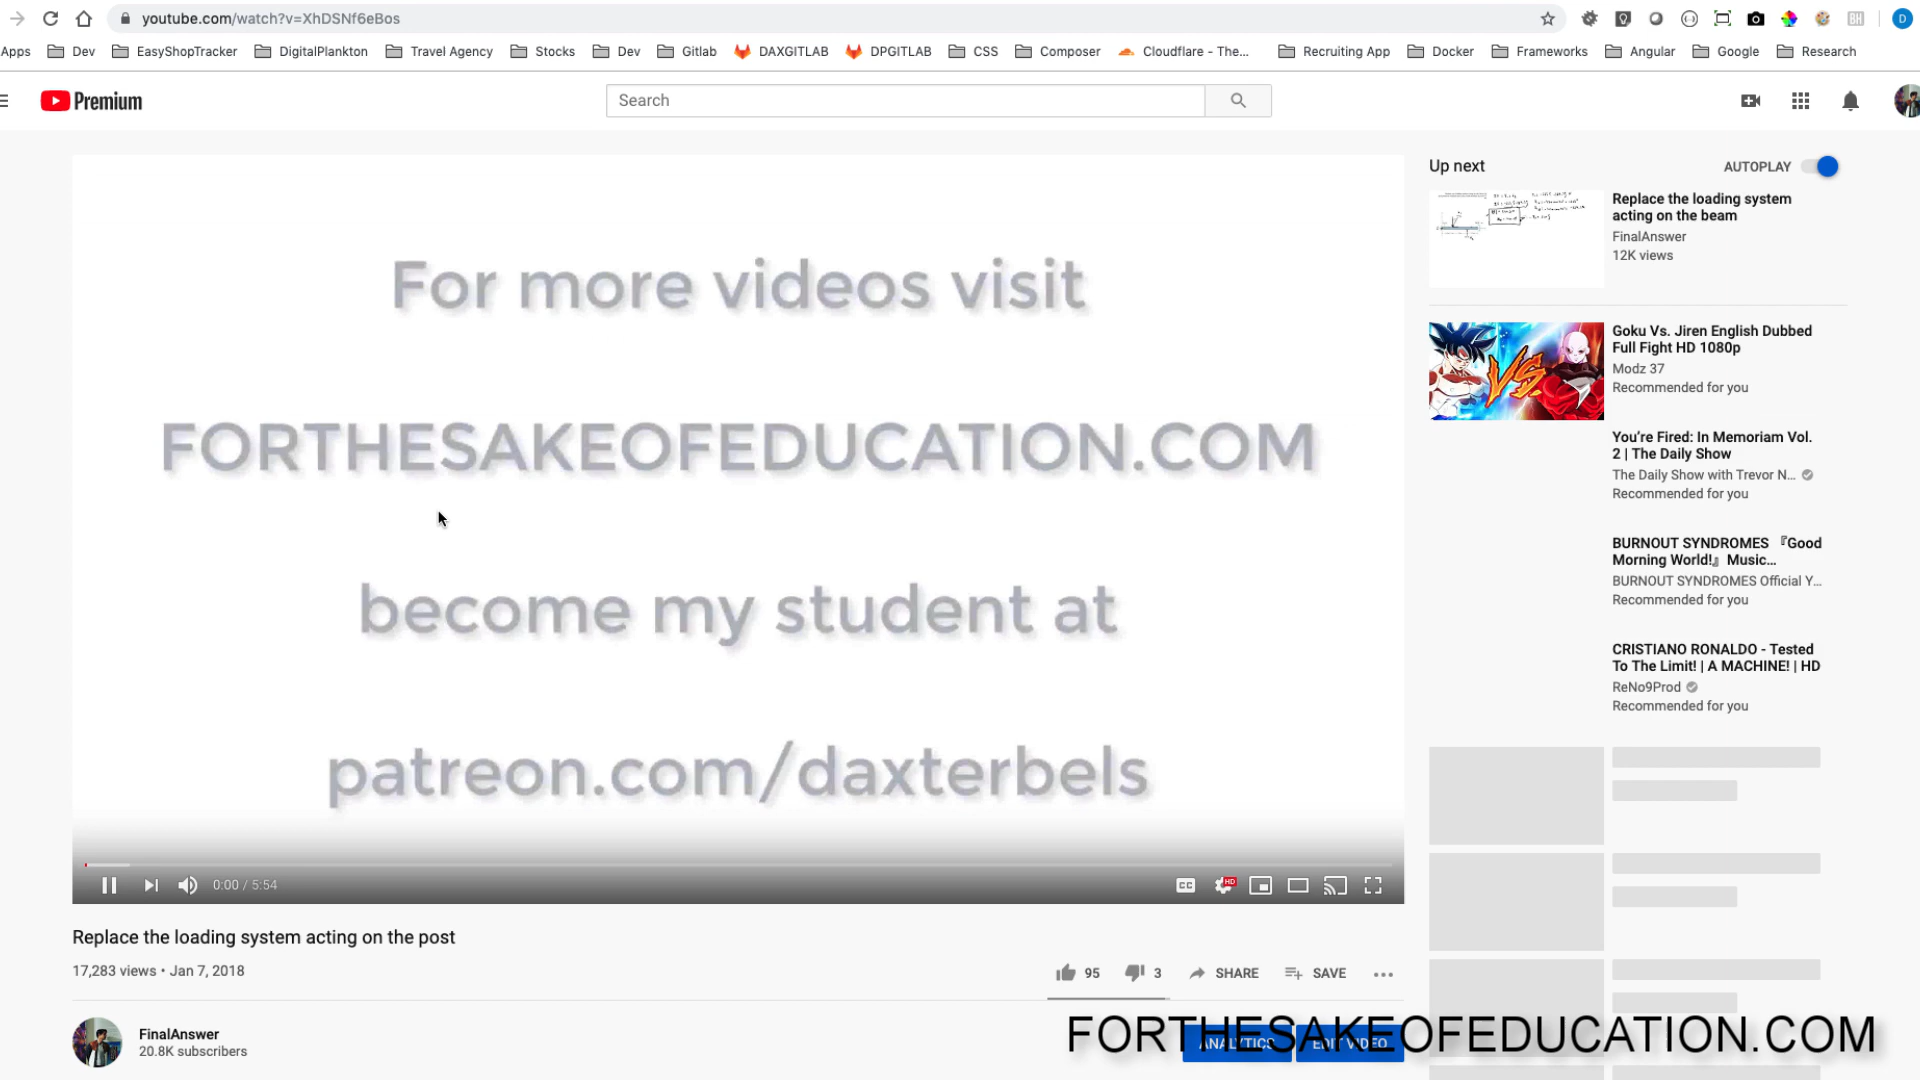 youtube.com/watch?v=XhDSNf6eBos
Apps Dev EasyShopTracker DigitalPlankton Travel Agency Stocks Dev Gitlab DAXGITLAB DPGITLAB CSS Composer Cloudflare - The... Recruiting App Docker Frameworks Angular Google Research
Premium
Search
For more videos visit
FORTHESAKEOFEDUCATION.COM
become my student at
patreon.com/daxterbels
0:00 / 5:54
CC
HD
Replace the loading system acting on the post
17,283 views • Jan 7, 2018
95
3
SHARE
SAVE
FinalAnswer
20.8K subscribers
ANALYTICS
EDIT VIDEO
Up next
AUTOPLAY
Replace the loading system
acting on the beam
FinalAnswer
12K views
VS.
Goku Vs. Jiren English Dubbed
Full Fight HD 1080p
Modz 37
Recommended for you
You're Fired: In Memoriam Vol.
2 | The Daily Show
The Daily Show with Trevor N...
Recommended for you
BURNOUT SYNDROMES 『Good
Morning World!』 Music...
BURNOUT SYNDROMES Official Y...
Recommended for you
CRISTIANO RONALDO - Tested
To The Limit! | A MACHINE! | HD
ReNo9Prod
Recommended for you
FORTHESAKEOFEDUCATION.COM